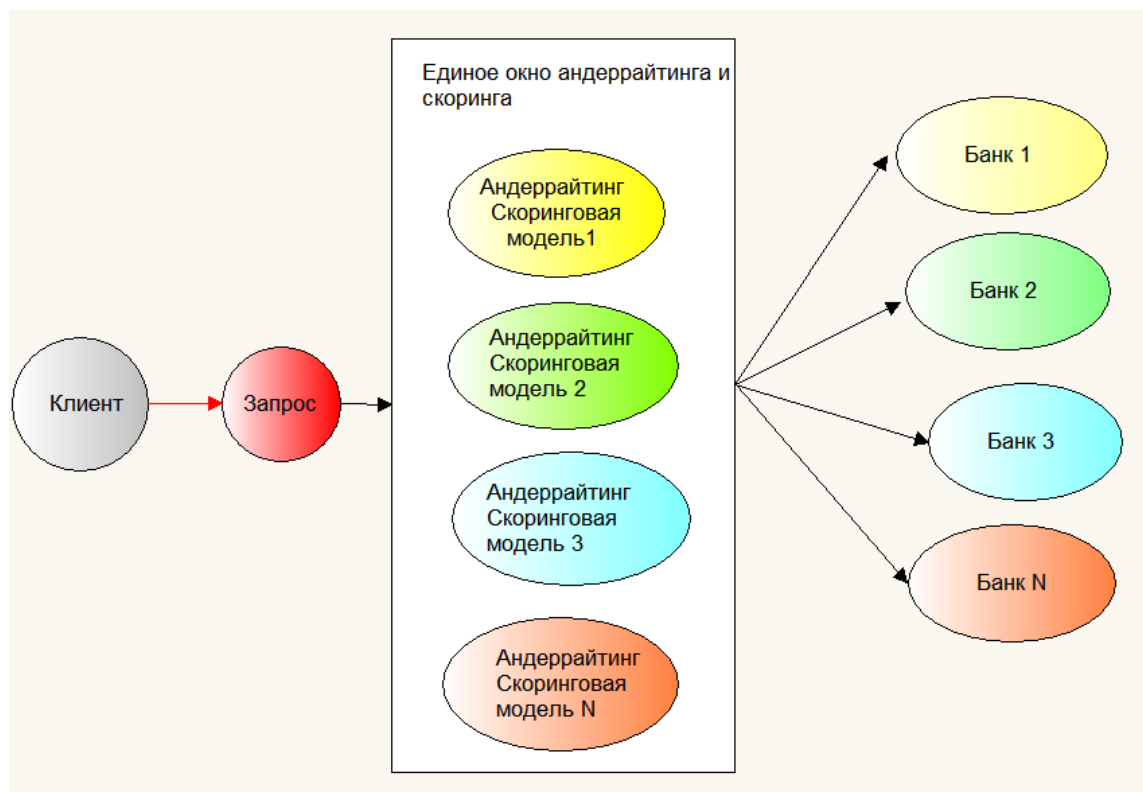 Единое окно андеррайтинга и
скоринга
Андеррайтинг
Скоринговая
модель1
Андеррайтинг
Скоринговая
модель 2
Андеррайтинг
Скоринговая
модель 3
Андеррайтинг
Скоринговая
модель N
Клиент
Запрос
Банк 1
Банк 2
Банк 3
Банк N